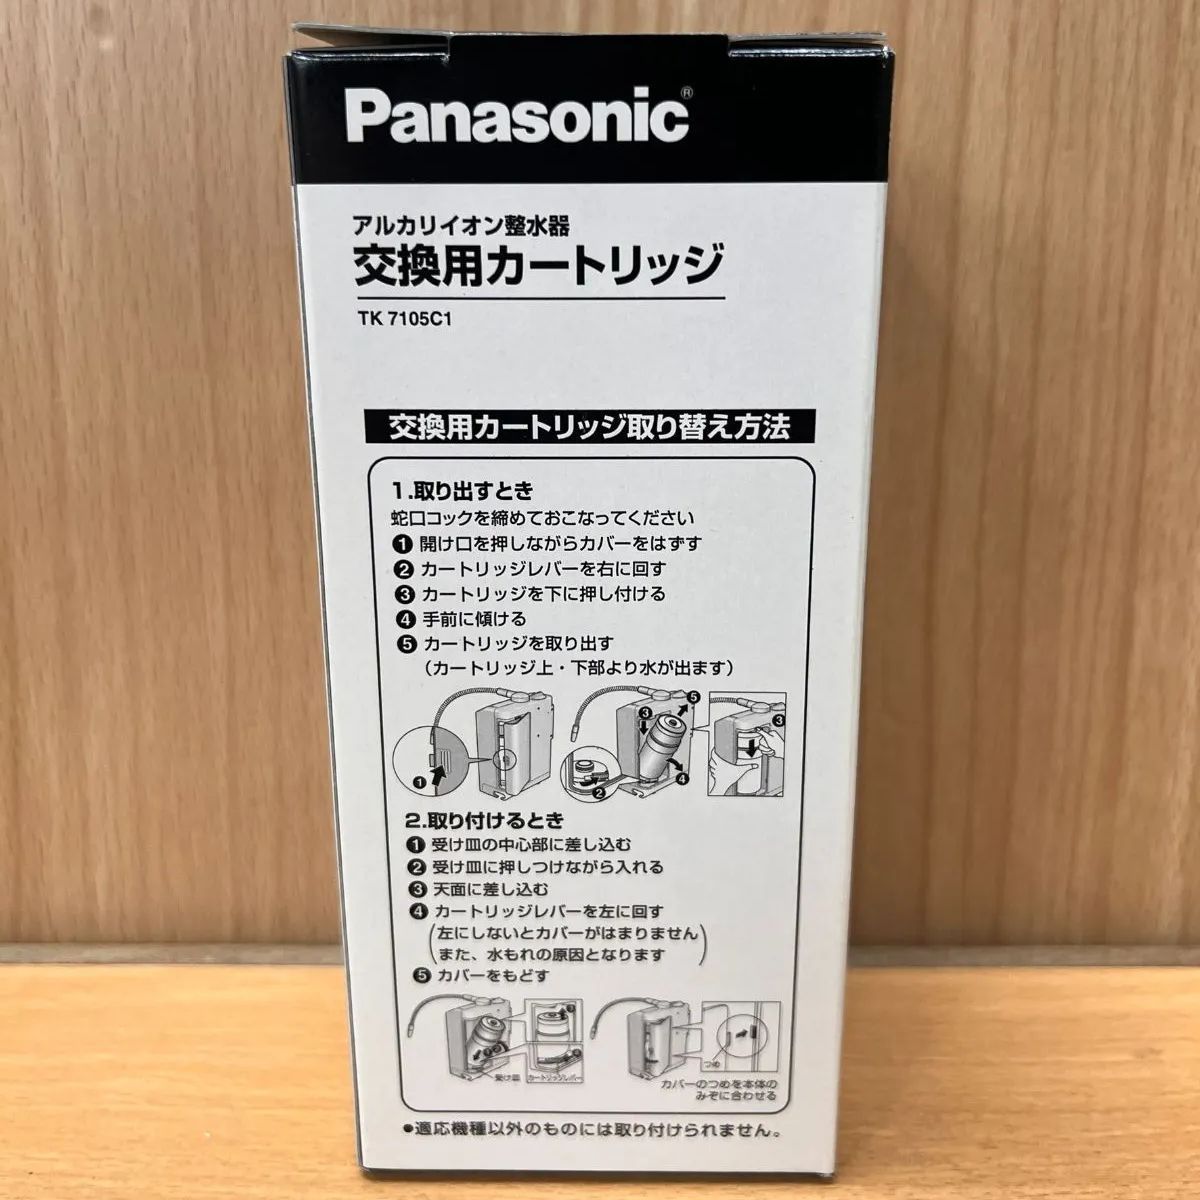 Panasonic®
アルカリイオン整水器
交換用カートリッジ
TK 7105C1
交換用カートリッジ取り替え方法
1.取り出すとき
蛇口コックを締めておこなってください
❶ 開け口を押しながらカバーをはずす
❷ カートリッジレバーを右に回す
❸ カートリッジを下に押し付ける
❹ 手前に傾ける
❺ カートリッジを取り出す
(カートリッジ上・下部より水が出ます)
❶
❷
❸
❹
❺
❸
2.取り付けるとき
❶ 受け皿の中心部に差し込む
❷ 受け皿に押しつけながら入れる
❸ 天面に差し込む
❹ カートリッジレバーを左に回す
(左にしないとカバーがはまりません
また、水もれの原因となります)
❺ カバーをもどす
受け皿
カートリッジレバー
つめ
カバーのつめを本体の
みぞに合わせる
●適応機種以外のものには取り付けられません。